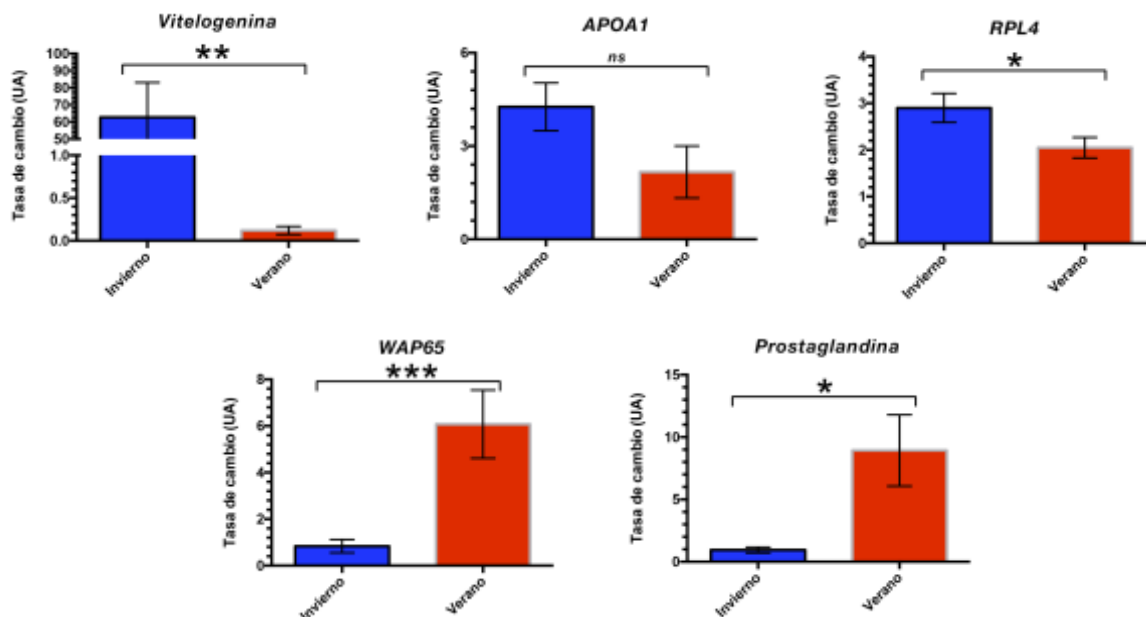 Vitelogenina
**
Tasa de cambio (UA)
100
90
80
70
60
50
1.0
0.5
0.0
Invierno
Verano
APOA1
ns
Tasa de cambio (UA)
6
3
0
Invierno
Verano
RPL4
*
Tasa de cambio (UA)
4
3
2
1
0
Invierno
Verano
WAP65
***
Tasa de cambio (UA)
8
6
4
2
0
Invierno
Verano
Prostaglandina
*
Tasa de cambio (UA)
15
10
5
0
Invierno
Verano